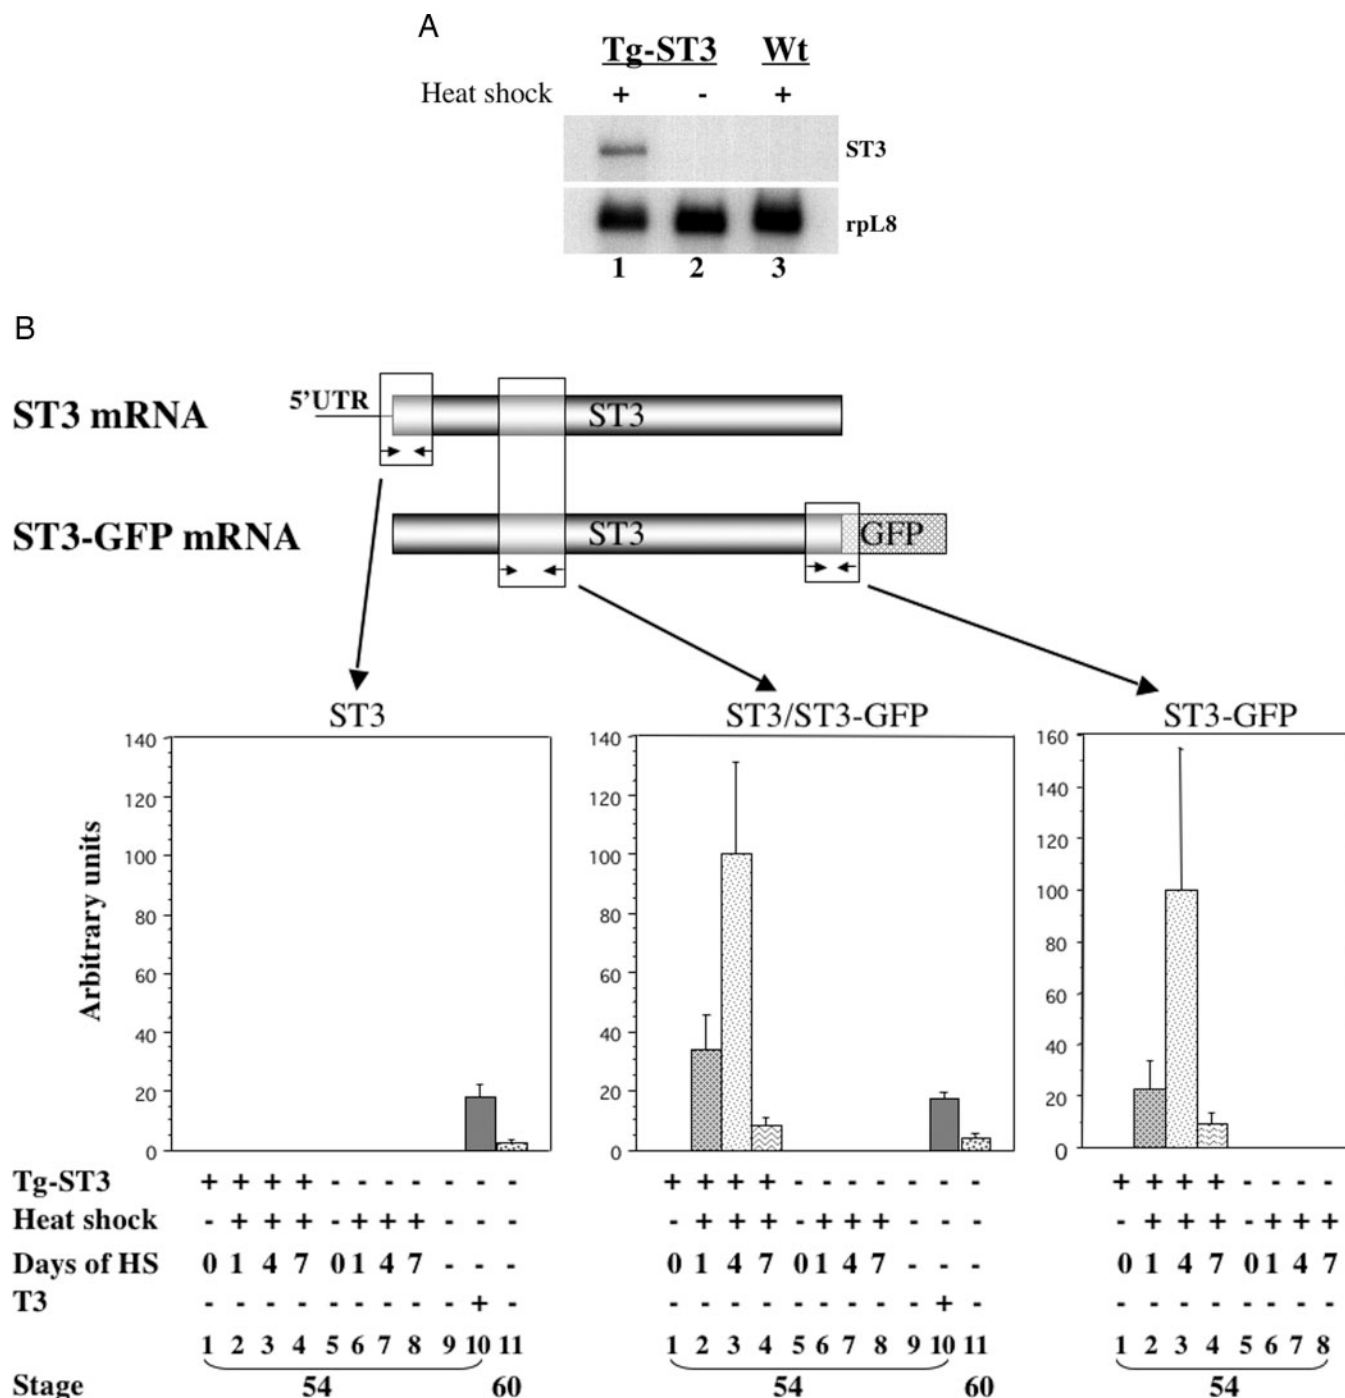 A
Tg-ST3 Wt
Heat shock + - +
ST3
rpL8
1 2 3
B
5'UTR
ST3 mRNA ST3
ST3-GFP mRNA ST3 GFP
ST3 ST3/ST3-GFP ST3-GFP
Arbitrary units
140 120 100 80 60 40 20 0
140 120 100 80 60 40 20 0
160 140 120 100 80 60 40 20 0
Tg-ST3 + + + + - - - - - - - + + + + - - - - - - - + + + + - - - -
Heat shock - + + + - + + + - - - - + + + - + + + - - - - + + + - + + +
Days of HS 0 1 4 7 0 1 4 7 - - - 0 1 4 7 0 1 4 7 - - - 0 1 4 7 0 1 4 7
T3 - - - - - - - - - + - - - - - - - - - - + - - - - - - - - -
1 2 3 4 5 6 7 8 9 10 11 1 2 3 4 5 6 7 8 9 10 11 1 2 3 4 5 6 7 8
Stage 54 60 54 60 54